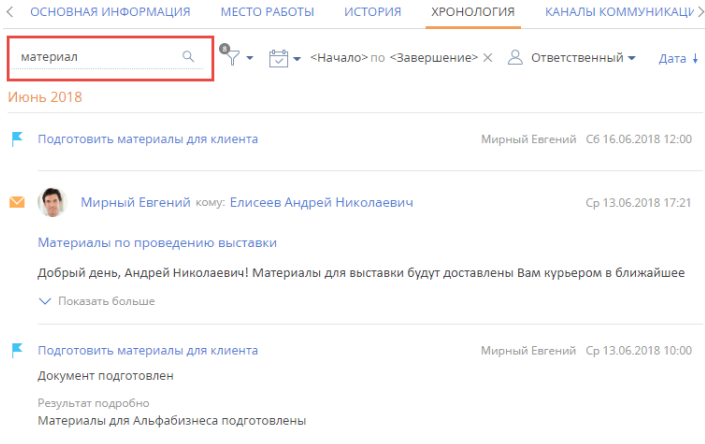 ОСНОВНАЯ ИНФОРМАЦИЯ МЕСТО РАБОТЫ ИСТОРИЯ ХРОНОЛОГИЯ КАНАЛЫ КОММУНИКАЦИ
материал 8 <Начало> по <Завершение> Ответственный Дата
Июнь 2018
Подготовить материалы для клиента Мирный Евгений Сб 16.06.2018 12:00
Мирный Евгений кому: Елисеев Андрей Николаевич Ср 13.06.2018 17:21
Материалы по проведению выставки
Добрый день, Андрей Николаевич! Материалы для выставки будут доставлены Вам курьером в ближайшее
Показать больше
Подготовить материалы для клиента Мирный Евгений Ср 13.06.2018 10:00
Документ подготовлен
Результат подробно
Материалы для Альфабизнеса подготовлены